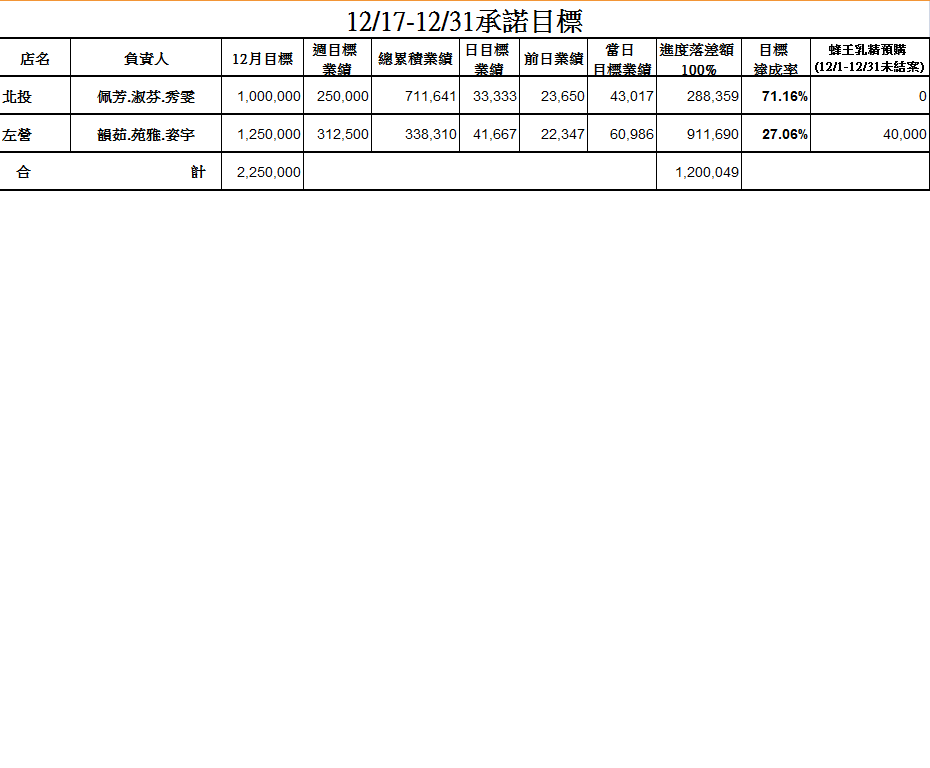 12/17-12/31承諾目標
店名 負責人 12月目標 週目標業績 總累積業績 日目標業績 前日業績 當日目標業績 進度落差額100% 目標達成率 蜂王乳精預購(12/1-12/31未結案)
北投 佩芳.淑芬.秀雯 1,000,000 250,000 711,641 33,333 23,650 43,017 288,359 71.16% 0
左營 韻茹.苑雅.姿宇 1,250,000 312,500 338,310 41,667 22,347 60,986 911,690 27.06% 40,000
合 計 2,250,000 1,200,049